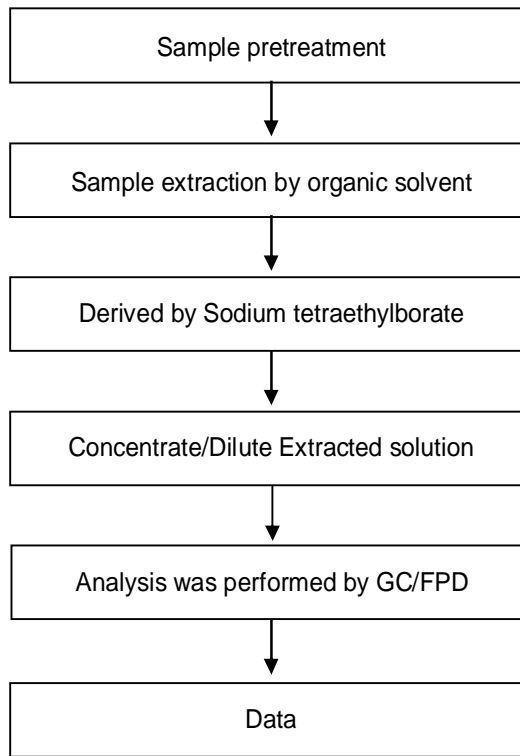 Sample pretreatment
Sample extraction by organic solvent
Derived by Sodium tetraethylborate
Concentrate/Dilute Extracted solution
Analysis was performed by GC/FPD
Data